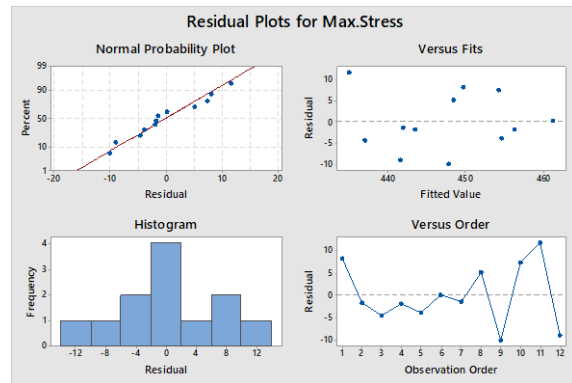 Residual Plots for Max.Stress
Normal Probability Plot
99
90
50
10
1
Percent
-20 -10 0 10 20
Residual
Versus Fits
10
5
0
-5
-10
Residual
440 450 460
Fitted Value
Histogram
4
3
2
1
0
Frequency
-12 -8 -4 0 4 8 12
Residual
Versus Order
10
5
0
-5
-10
Residual
1 2 3 4 5 6 7 8 9 10 11 12
Observation Order